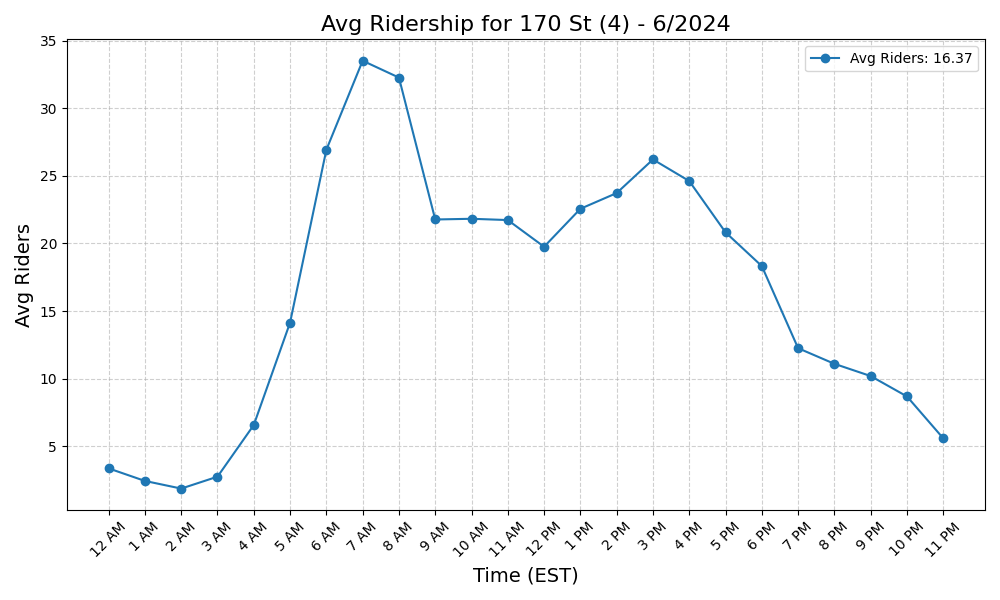 Avg Ridership for 170 St (4) - 6/2024
Avg Riders: 16.37
Avg Riders
35
30
25
20
15
10
5
12 AM
1 AM
2 AM
3 AM
4 AM
5 AM
6 AM
7 AM
8 AM
9 AM
10 AM
11 AM
12 PM
1 PM
2 PM
3 PM
4 PM
5 PM
6 PM
7 PM
8 PM
9 PM
10 PM
11 PM
Time (EST)